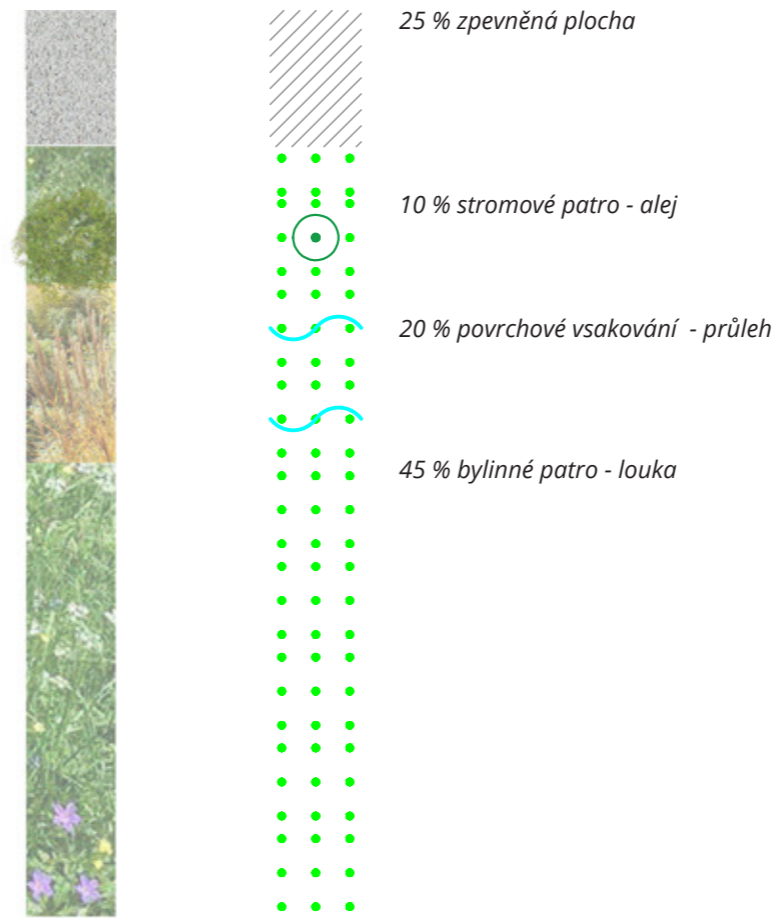 25 % zpevněná plocha
10 % stromové patro - alej
20 % povrchové vsakování  - průleh
45 % bylinné patro - louka